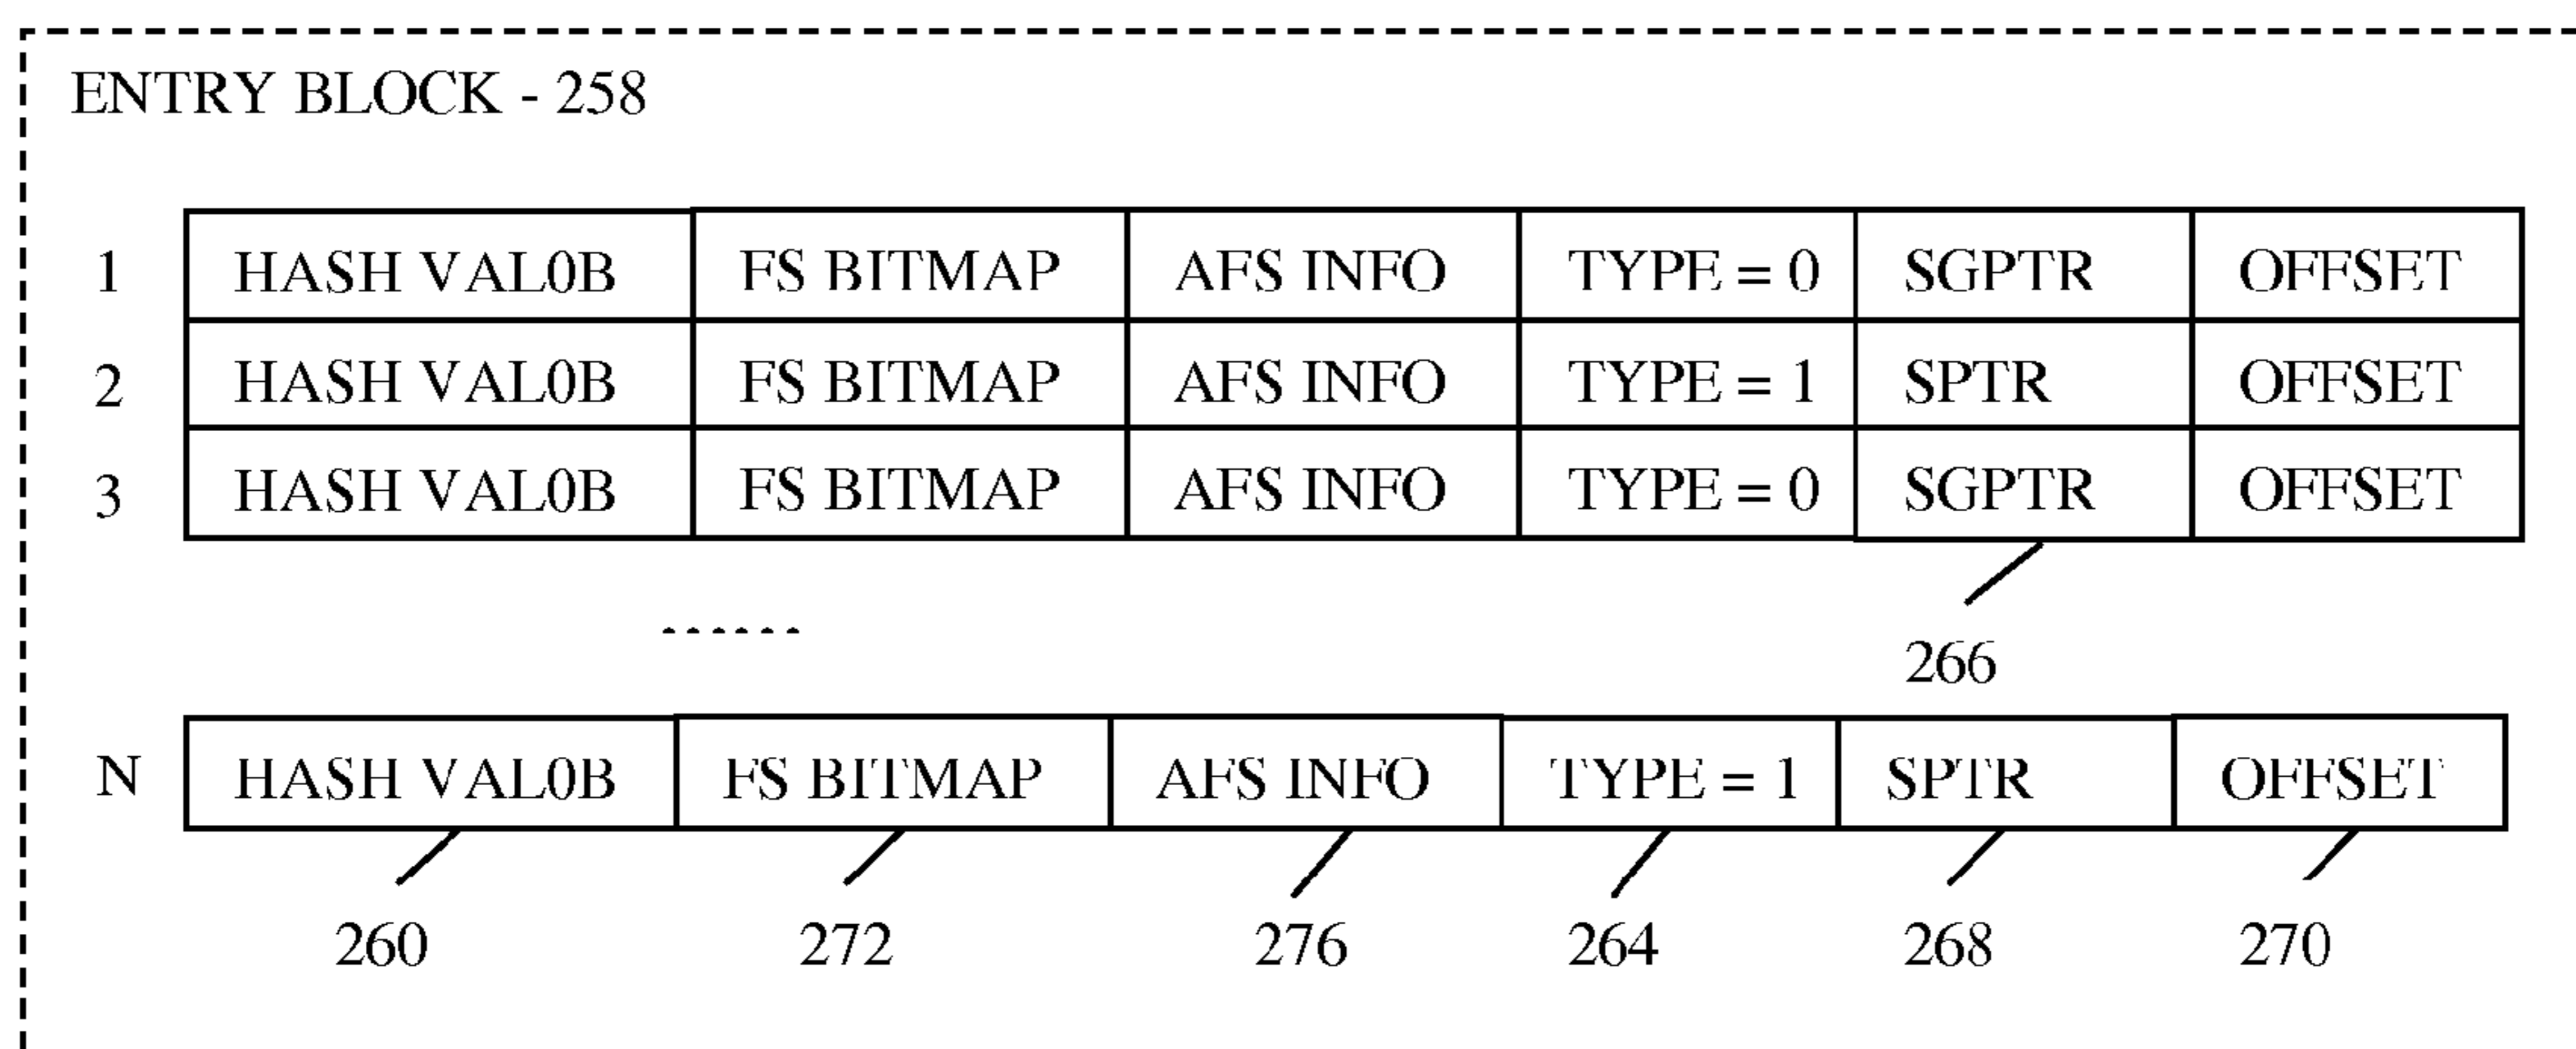 ENTRY BLOCK - 258
1 HASH VAL0B FS BITMAP AFS INFO TYPE = 0 SGPTR OFFSET
2 HASH VAL0B FS BITMAP AFS INFO TYPE = 1 SPTR OFFSET
3 HASH VAL0B FS BITMAP AFS INFO TYPE = 0 SGPTR OFFSET
......
266
N HASH VAL0B FS BITMAP AFS INFO TYPE = 1 SPTR OFFSET
260 272 276 264 268 270